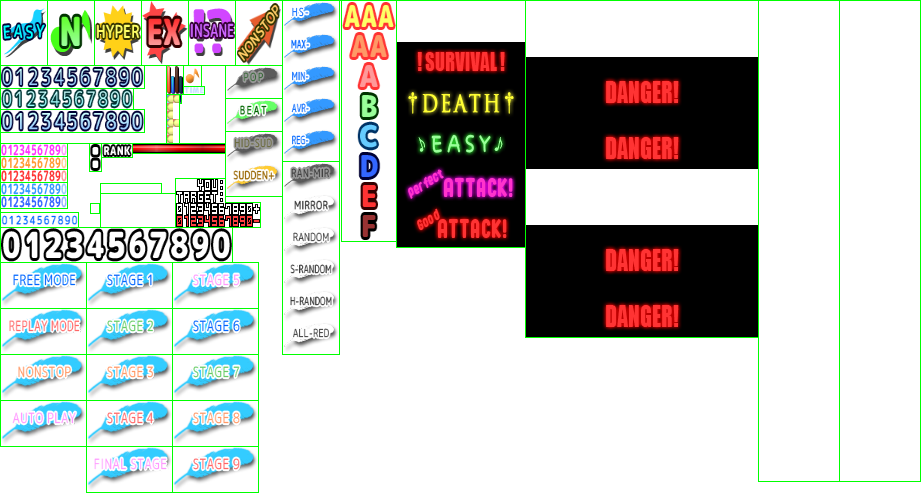 EASY N HYPER EX INSANE NONSTOP
01234567890
01234567890
01234567890
01234567890
01234567890
01234567890
01234567890
01234567890
01234567890
01234567890
RANK
YOU:
TARGET:
01234567890+
01234567890-
POP
BEAT
HID-SUD
SUDDEN+
HS-
MAX-
MIN-
AVR-
REG-
RAN-MIR
MIRROR
RANDOM
S-RANDOM
H-RANDOM
ALL-RED
AAA
AA
A
B
C
D
E
F
!SURVIVAL!
†DEATH†
♪EASY♪
perfect ATTACK!
Good ATTACK!
DANGER!
DANGER!
DANGER!
DANGER!
FREE MODE STAGE 1 STAGE 5
REPLAY MODE STAGE 2 STAGE 6
NONSTOP STAGE 3 STAGE 7
AUTO PLAY STAGE 4 STAGE 8
FINAL STAGE STAGE 9